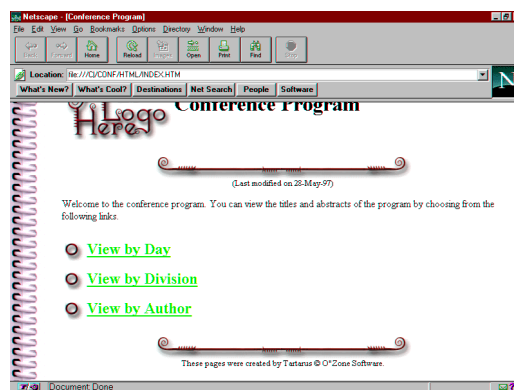 Netscape - [Conference Program]
File Edit View Go Bookmarks Options Directory Window Help
Back Forward Home Reload Images Open Print Find Stop
Location: file:///C|/CONF/HTML/INDEX.HTM
What's New? What's Cool? Destinations Net Search People Software
N
Logo
Here
Conference Program
(Last modified on 28-May-97)
Welcome to the conference program. You can view the titles and abstracts of the program by choosing from the
following links.
View by Day
View by Division
View by Author
These pages were created by Tartarus © O*Zone Software.
Document Done